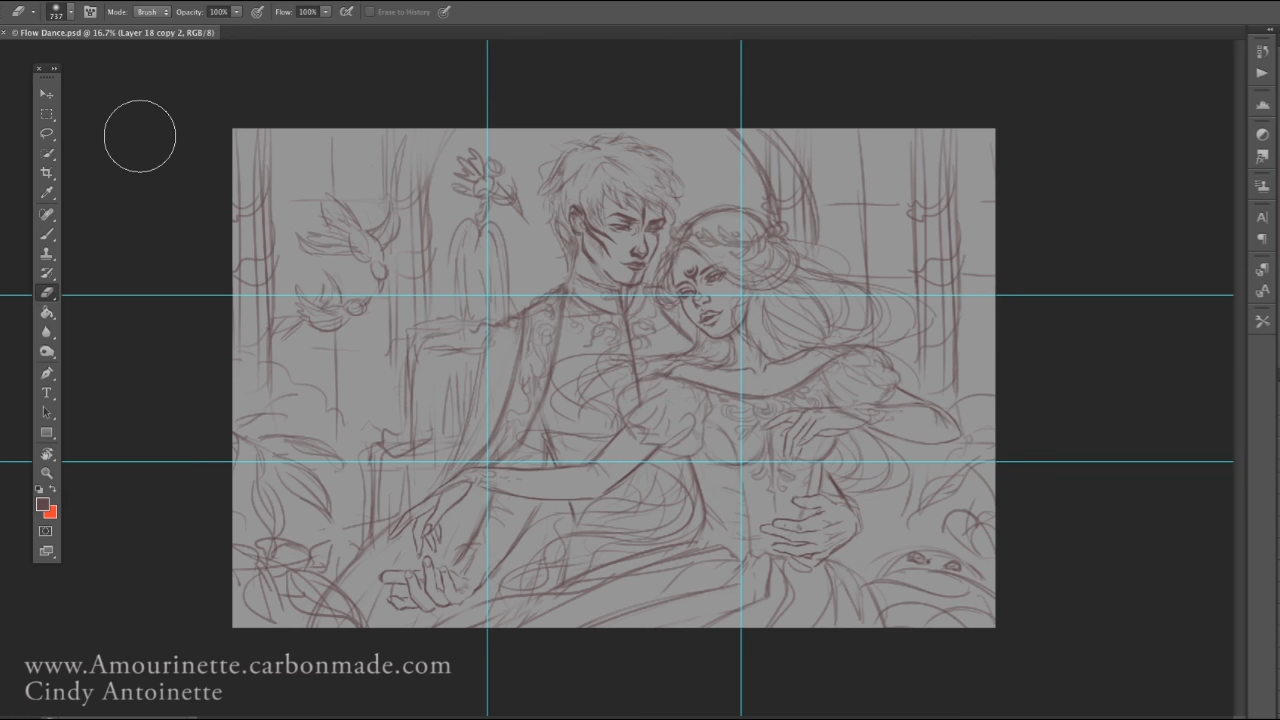 737
Mode: Brush Opacity: 100% Flow: 100% Erase to History
× © Flow Dance.psd @ 16.7% (Layer 18 copy 2, RGB/8)
www.Amourinette.carbonmade.com
Cindy Antoinette